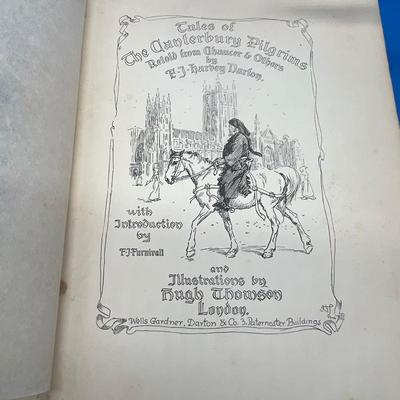 Tales of
The Canterbury Pilgrims
Retold from Chaucer & Others
by
F·J·Harvey Darton.
with
Introduction
by
F·J·Furnivall
and
Illustrations by
Hugh Thomson
London.
Wells Gardner, Darton & Co. 3, Paternoster Buildings